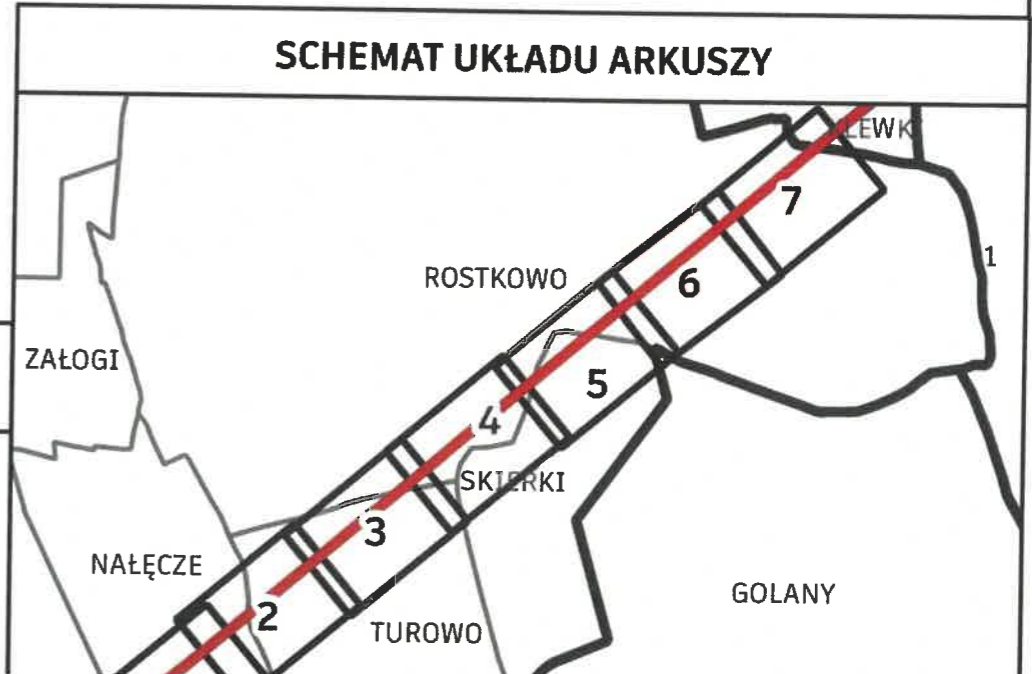 SCHEMAT UKŁADU ARKUSZY
LEWK
7
1
ROSTKOWO
6
ZAŁOGI
5
4
SKIERKI
3
NAŁĘCZE
GOLANY
2
TUROWO